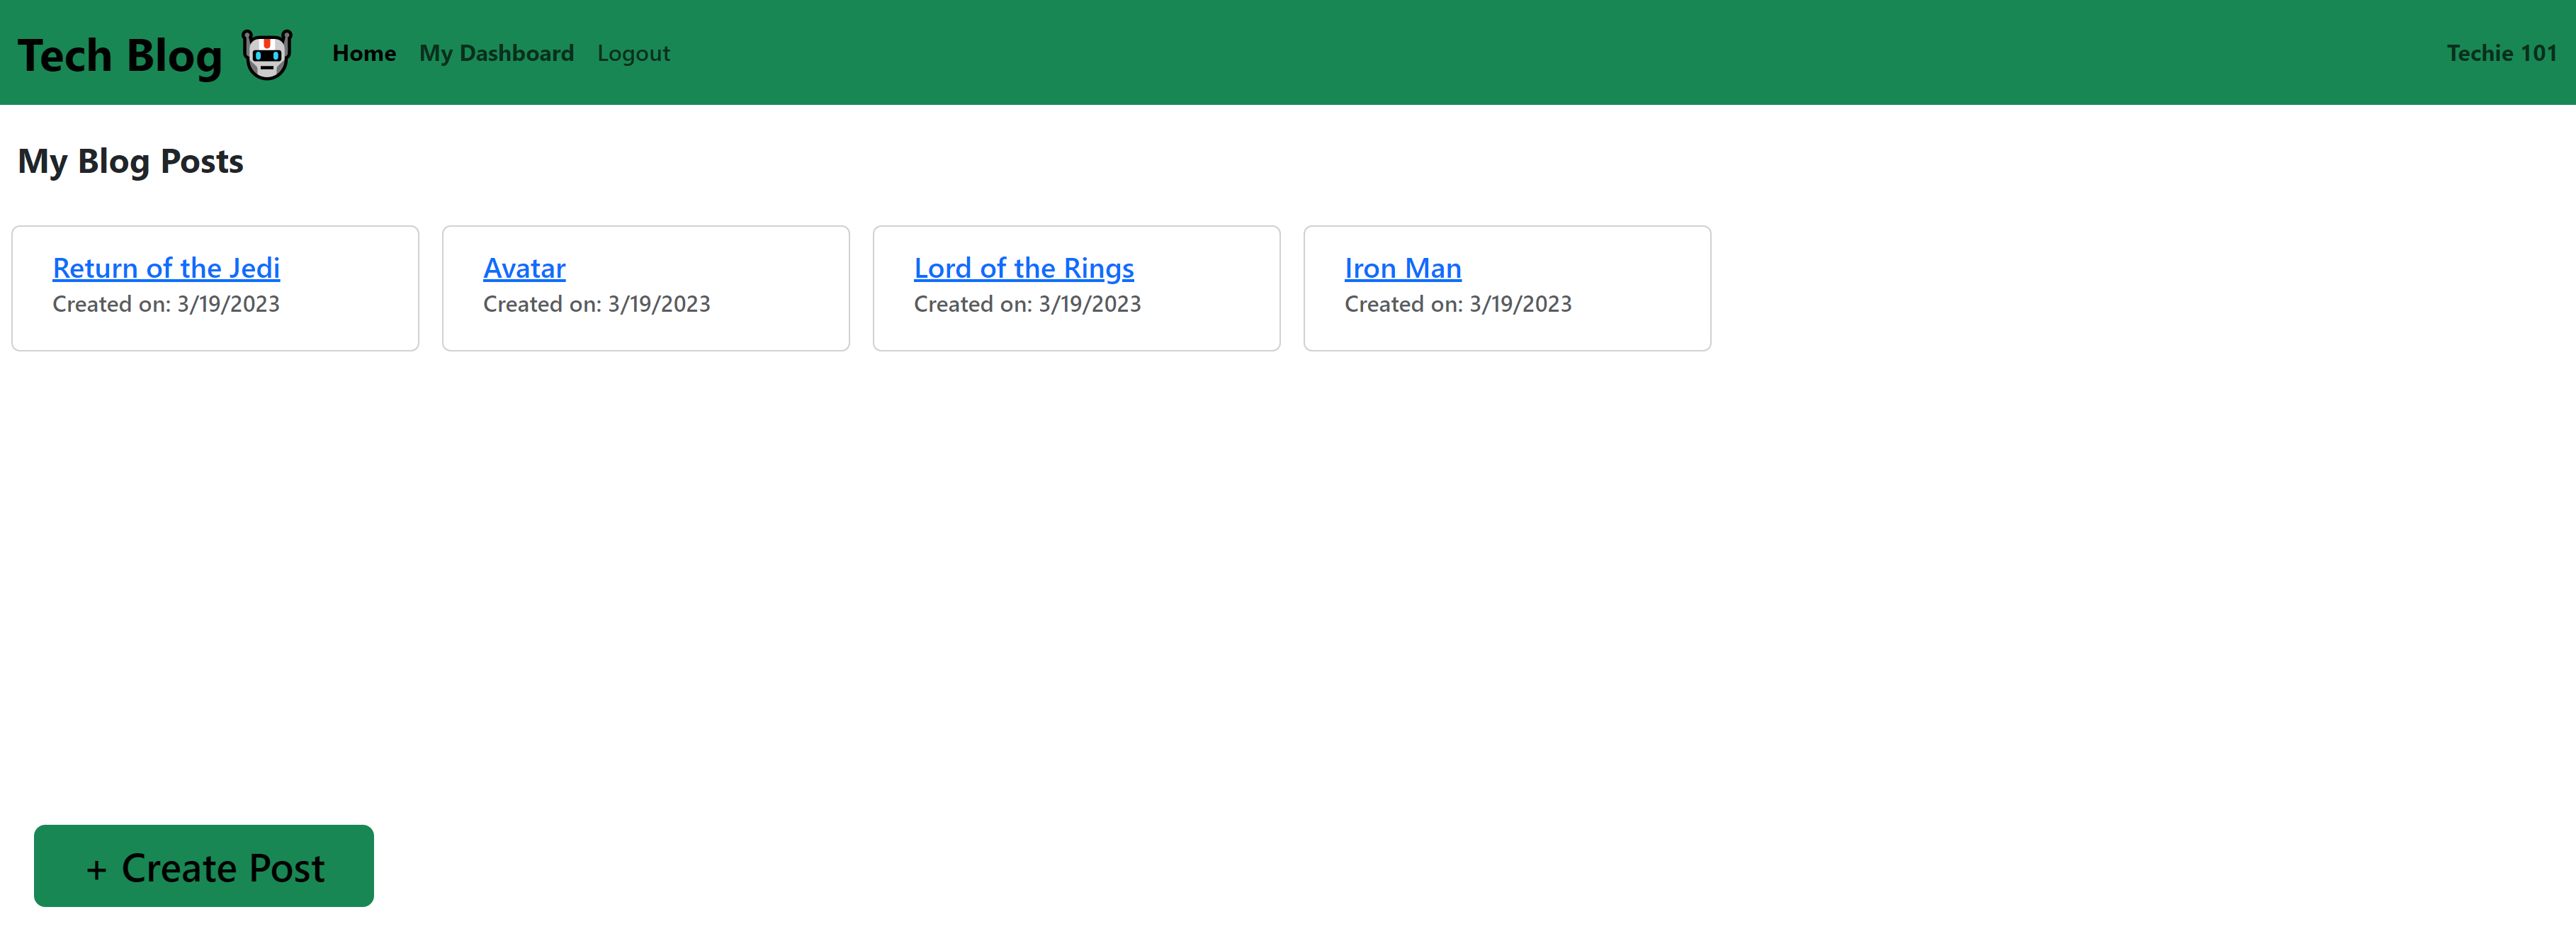 Tech Blog
Home My Dashboard Logout
Techie 101
My Blog Posts
Return of the Jedi
Created on: 3/19/2023
Avatar
Created on: 3/19/2023
Lord of the Rings
Created on: 3/19/2023
Iron Man
Created on: 3/19/2023
+ Create Post